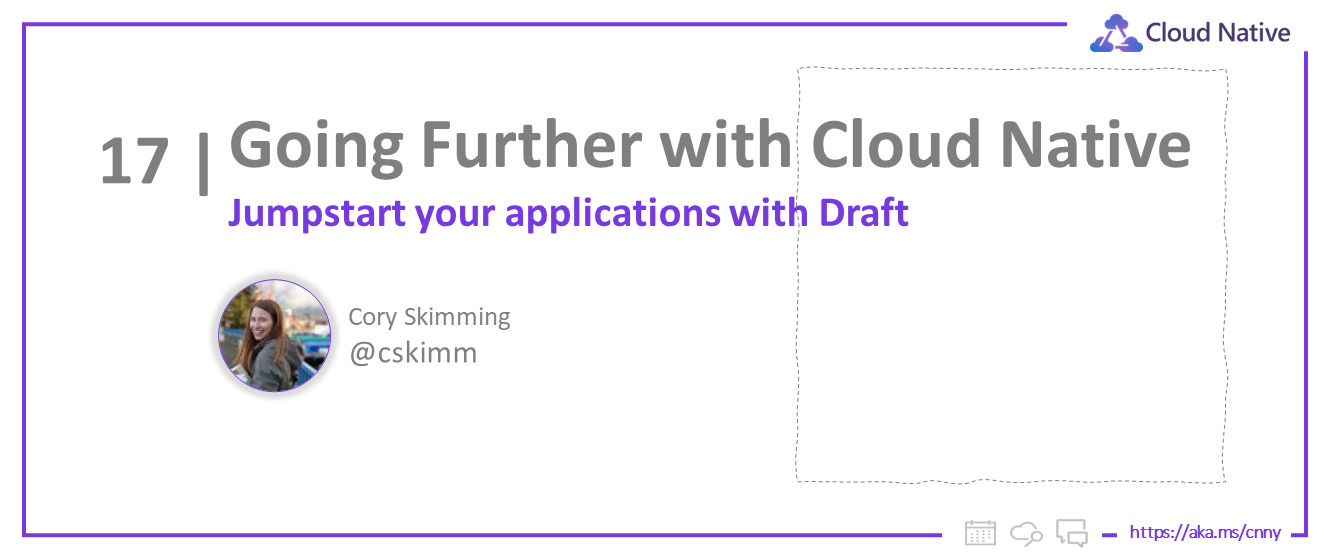 Cloud Native
17 | Going Further with Cloud Native
Jumpstart your applications with Draft
Cory Skimming
@cskimm
https://aka.ms/cnny